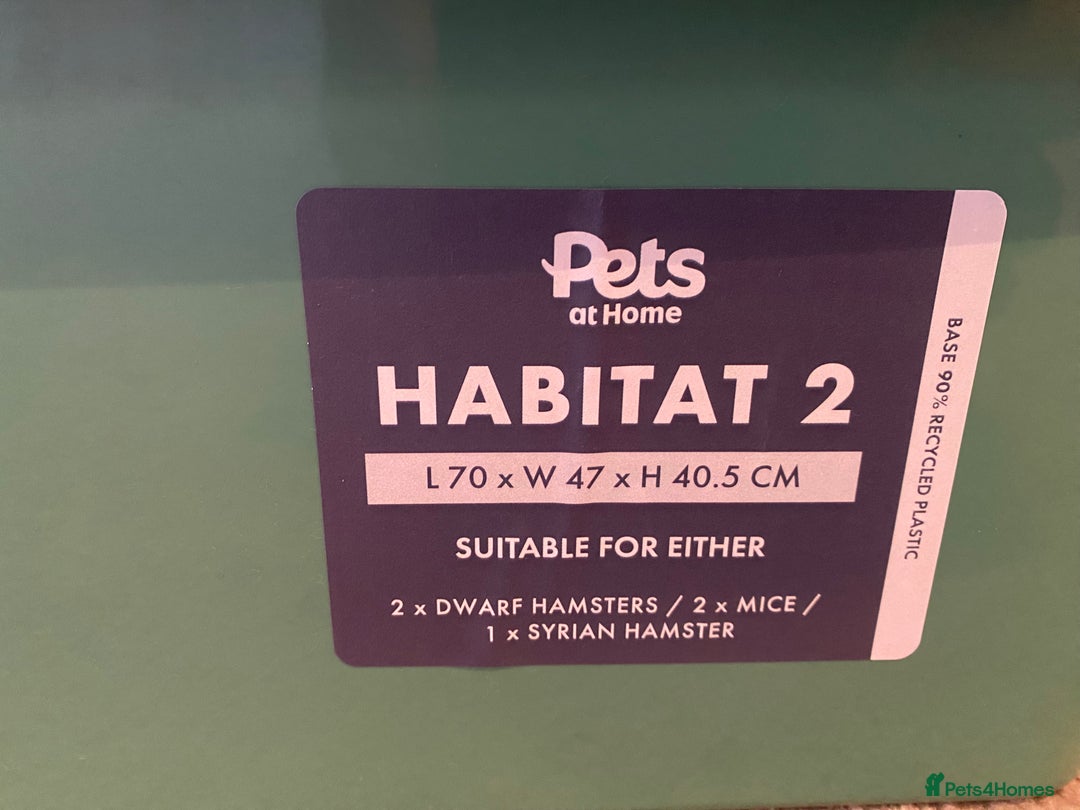 Pets
at Home
HABITAT 2
L 70 x W 47 x H 40.5 CM
SUITABLE FOR EITHER
2 x DWARF HAMSTERS / 2 x MICE /
1 x SYRIAN HAMSTER
BASE 90% RECYCLED PLASTIC
Pets4Homes